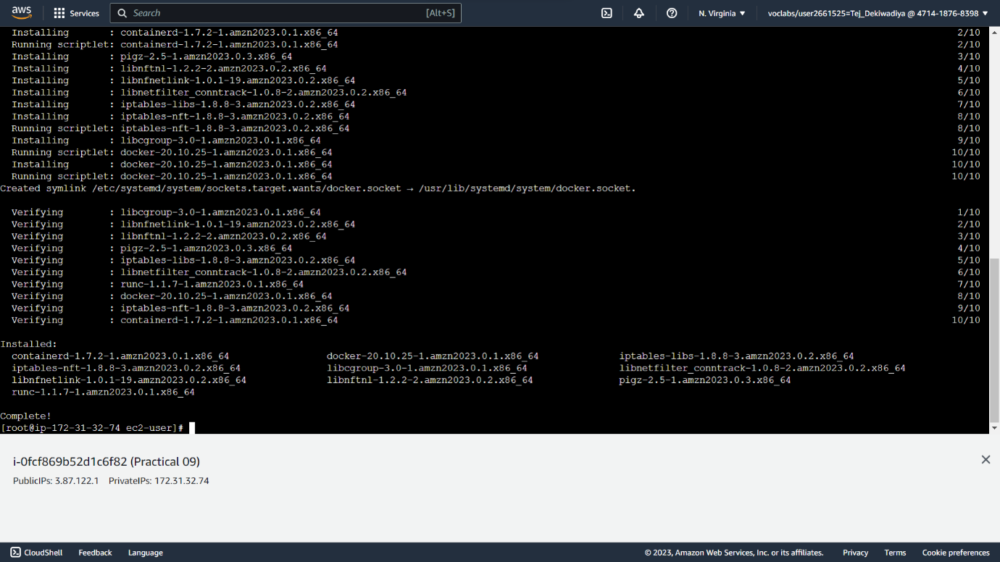 aws Services Search [Alt+S] N. Virginia ▼ voclabs/user2661525=Tej_Dekiwadiya @ 4714-1876-8398 ▼
Installing : containerd-1.7.2-1.amzn2023.0.1.x86_64 2/10
Running scriptlet: containerd-1.7.2-1.amzn2023.0.1.x86_64 2/10
Installing : pigz-2.5-1.amzn2023.0.3.x86_64 3/10
Installing : libnftnl-1.2.2-2.amzn2023.0.2.x86_64 4/10
Installing : libnfnetlink-1.0.1-19.amzn2023.0.2.x86_64 5/10
Installing : libnetfilter_conntrack-1.0.8-2.amzn2023.0.2.x86_64 6/10
Installing : iptables-libs-1.8.8-3.amzn2023.0.2.x86_64 7/10
Installing : iptables-nft-1.8.8-3.amzn2023.0.2.x86_64 8/10
Running scriptlet: iptables-nft-1.8.8-3.amzn2023.0.2.x86_64 8/10
Installing : libcgroup-3.0-1.amzn2023.0.1.x86_64 9/10
Running scriptlet: docker-20.10.25-1.amzn2023.0.1.x86_64 10/10
Installing : docker-20.10.25-1.amzn2023.0.1.x86_64 10/10
Running scriptlet: docker-20.10.25-1.amzn2023.0.1.x86_64 10/10
Created symlink /etc/systemd/system/sockets.target.wants/docker.socket → /usr/lib/systemd/system/docker.socket.
Verifying : libcgroup-3.0-1.amzn2023.0.1.x86_64 1/10
Verifying : libnfnetlink-1.0.1-19.amzn2023.0.2.x86_64 2/10
Verifying : libnftnl-1.2.2-2.amzn2023.0.2.x86_64 3/10
Verifying : pigz-2.5-1.amzn2023.0.3.x86_64 4/10
Verifying : iptables-libs-1.8.8-3.amzn2023.0.2.x86_64 5/10
Verifying : libnetfilter_conntrack-1.0.8-2.amzn2023.0.2.x86_64 6/10
Verifying : runc-1.1.7-1.amzn2023.0.1.x86_64 7/10
Verifying : docker-20.10.25-1.amzn2023.0.1.x86_64 8/10
Verifying : iptables-nft-1.8.8-3.amzn2023.0.2.x86_64 9/10
Verifying : containerd-1.7.2-1.amzn2023.0.1.x86_64 10/10
Installed:
containerd-1.7.2-1.amzn2023.0.1.x86_64 docker-20.10.25-1.amzn2023.0.1.x86_64 iptables-libs-1.8.8-3.amzn2023.0.2.x86_64
iptables-nft-1.8.8-3.amzn2023.0.2.x86_64 libcgroup-3.0-1.amzn2023.0.1.x86_64 libnetfilter_conntrack-1.0.8-2.amzn2023.0.2.x86_64
libnfnetlink-1.0.1-19.amzn2023.0.2.x86_64 libnftnl-1.2.2-2.amzn2023.0.2.x86_64 pigz-2.5-1.amzn2023.0.3.x86_64
runc-1.1.7-1.amzn2023.0.1.x86_64
Complete!
[root@ip-172-31-32-74 ec2-user]#
i-0fcf869b52d1c6f82 (Practical 09)
PublicIPs: 3.87.122.1 PrivateIPs: 172.31.32.74
CloudShell Feedback Language © 2023, Amazon Web Services, Inc. or its affiliates. Privacy Terms Cookie preferences